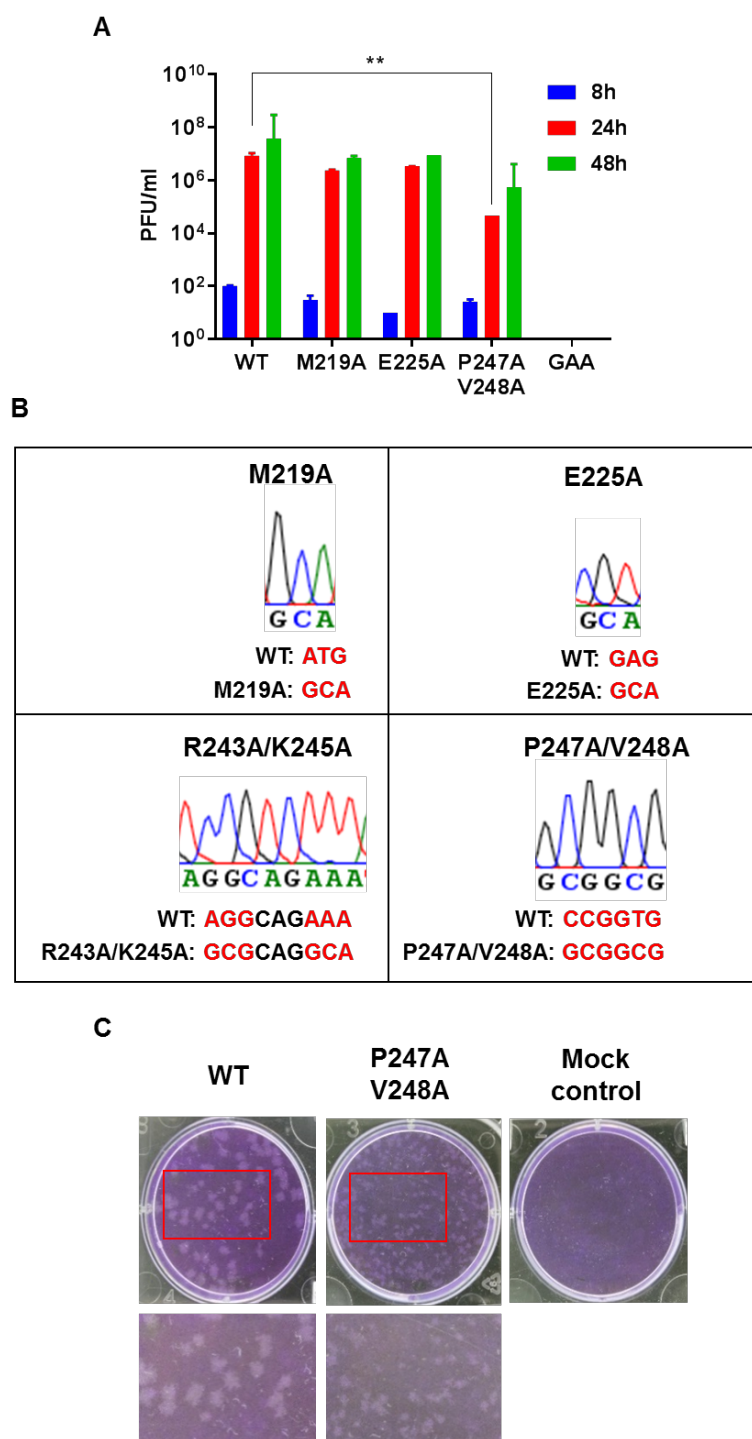 A
**
10^10
10^8
10^6
10^4
10^2
10^0
PFU/ml
8h
24h
48h
WT
M219A
E225A
P247A
V248A
GAA
B
M219A
GCA
WT: ATG
M219A: GCA
E225A
GCA
WT: GAG
E225A: GCA
R243A/K245A
AGGCAGAAA
WT: AGGCAGAAA
R243A/K245A: GCGCAGGCA
P247A/V248A
GCGGCG
WT: CCGGTG
P247A/V248A: GCGGCG
C
WT
P247A
V248A
Mock
control
3
2